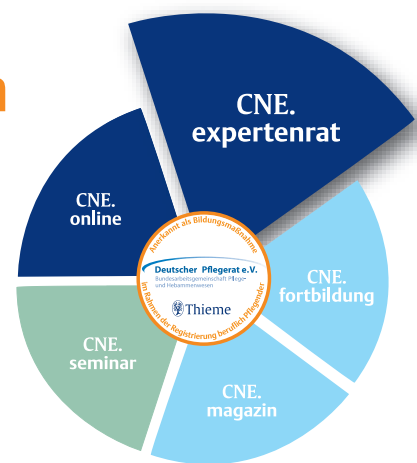 CNE.
expertenrat
CNE.
online
CNE.
fortbildung
CNE.
seminar
CNE.
magazin
Anerkannt als Bildungsmaßnahme
Deutscher Pflegerat e.V.
Bundesarbeitsgemeinschaft Pflege-
und Hebammenwesen
Thieme
im Rahmen der Registrierung beruflich Pflegender